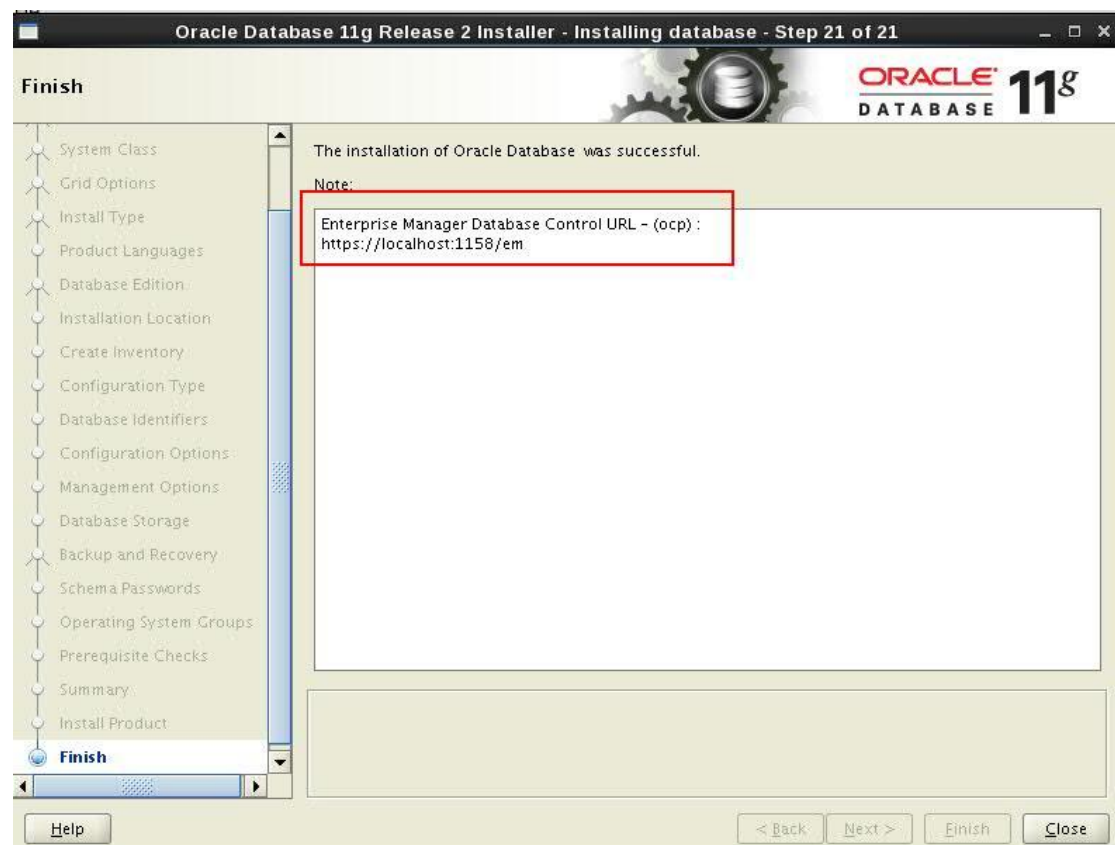 Oracle Database 11g Release 2 Installer - Installing database - Step 21 of 21
Finish
ORACLE 11g
DATABASE
System Class
Grid Options
Install Type
Product Languages
Database Edition
Installation Location
Create Inventory
Configuration Type
Database Identifiers
Configuration Options
Management Options
Database Storage
Backup and Recovery
Schema Passwords
Operating System Groups
Prerequisite Checks
Summary
Install Product
Finish
The installation of Oracle Database was successful.
Note:
Enterprise Manager Database Control URL - (ocp) :
https://localhost:1158/em
Help
< Back
Next >
Finish
Close